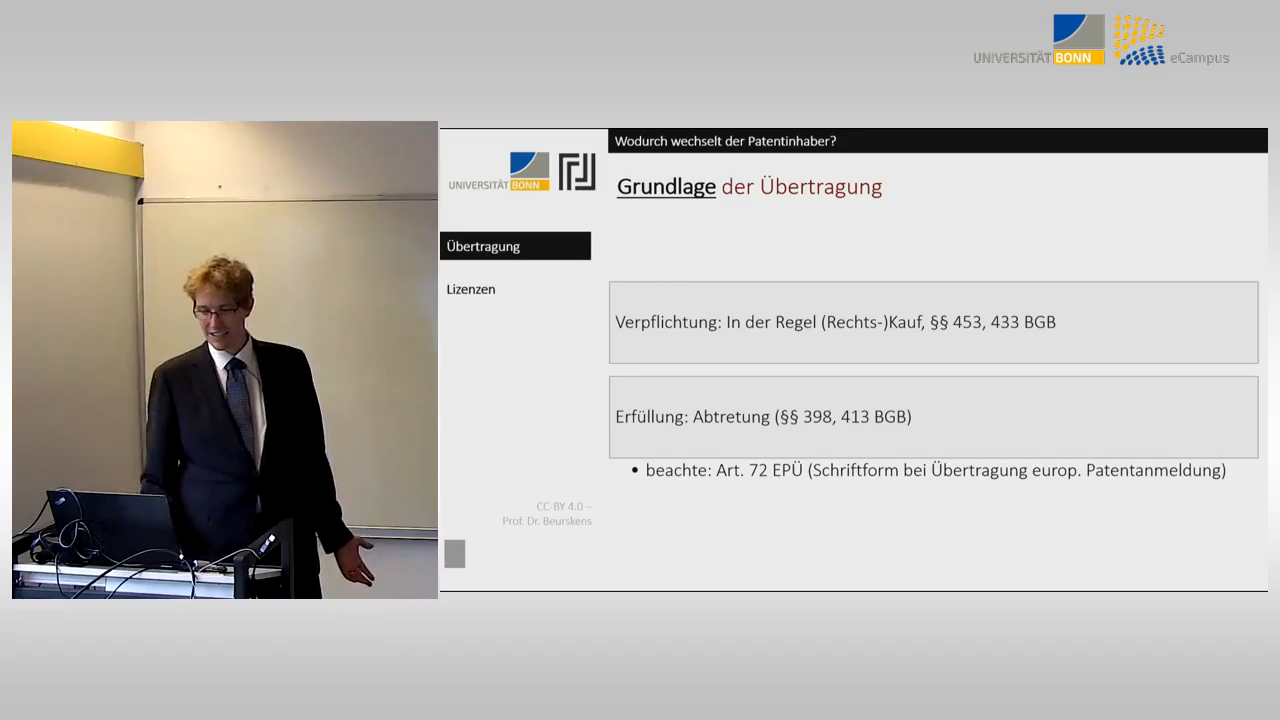 UNIVERSITÄT BONN
eCampus
Wodurch wechselt der Patentinhaber?
UNIVERSITÄT BONN
Grundlage der Übertragung
Übertragung
Lizenzen
Verpflichtung: In der Regel (Rechts-)Kauf, §§ 453, 433 BGB
Erfüllung: Abtretung (§§ 398, 413 BGB)
• beachte: Art. 72 EPÜ (Schriftform bei Übertragung europ. Patentanmeldung)
CC-BY 4.0 –
Prof. Dr. Beurskens